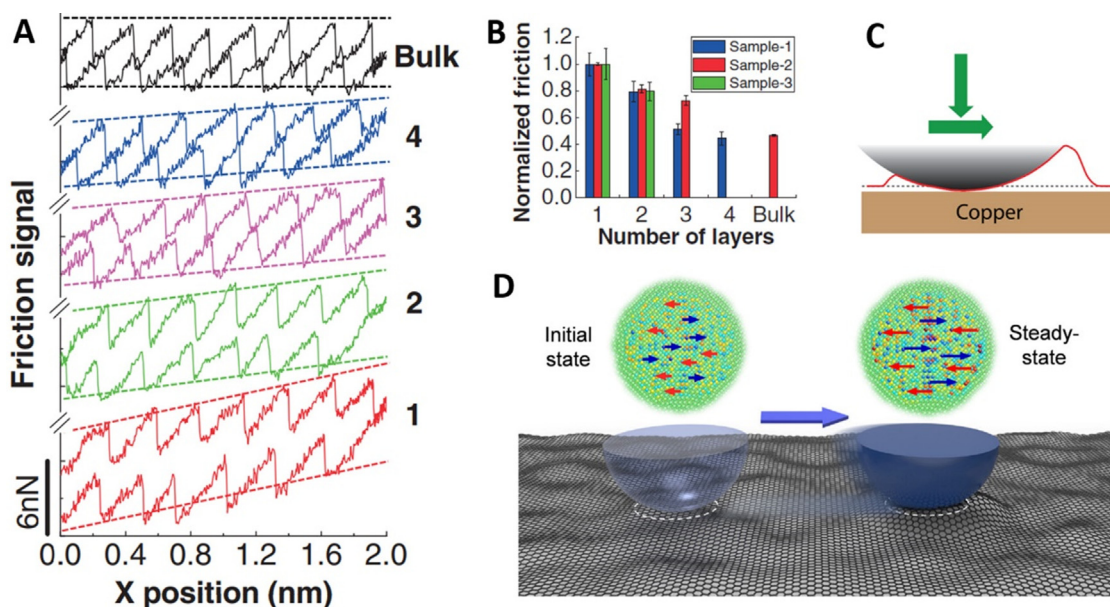 A
Bulk
4
3
2
1
Friction signal
6nN
0.0 0.4 0.8 1.2 1.6 2.0
X position (nm)
B
Normalized friction
1.2
1.0
0.8
0.6
0.4
0.2
0.0
Sample-1
Sample-2
Sample-3
1 2 3 4 Bulk
Number of layers
C
Copper
D
Initial
state
Steady-
state